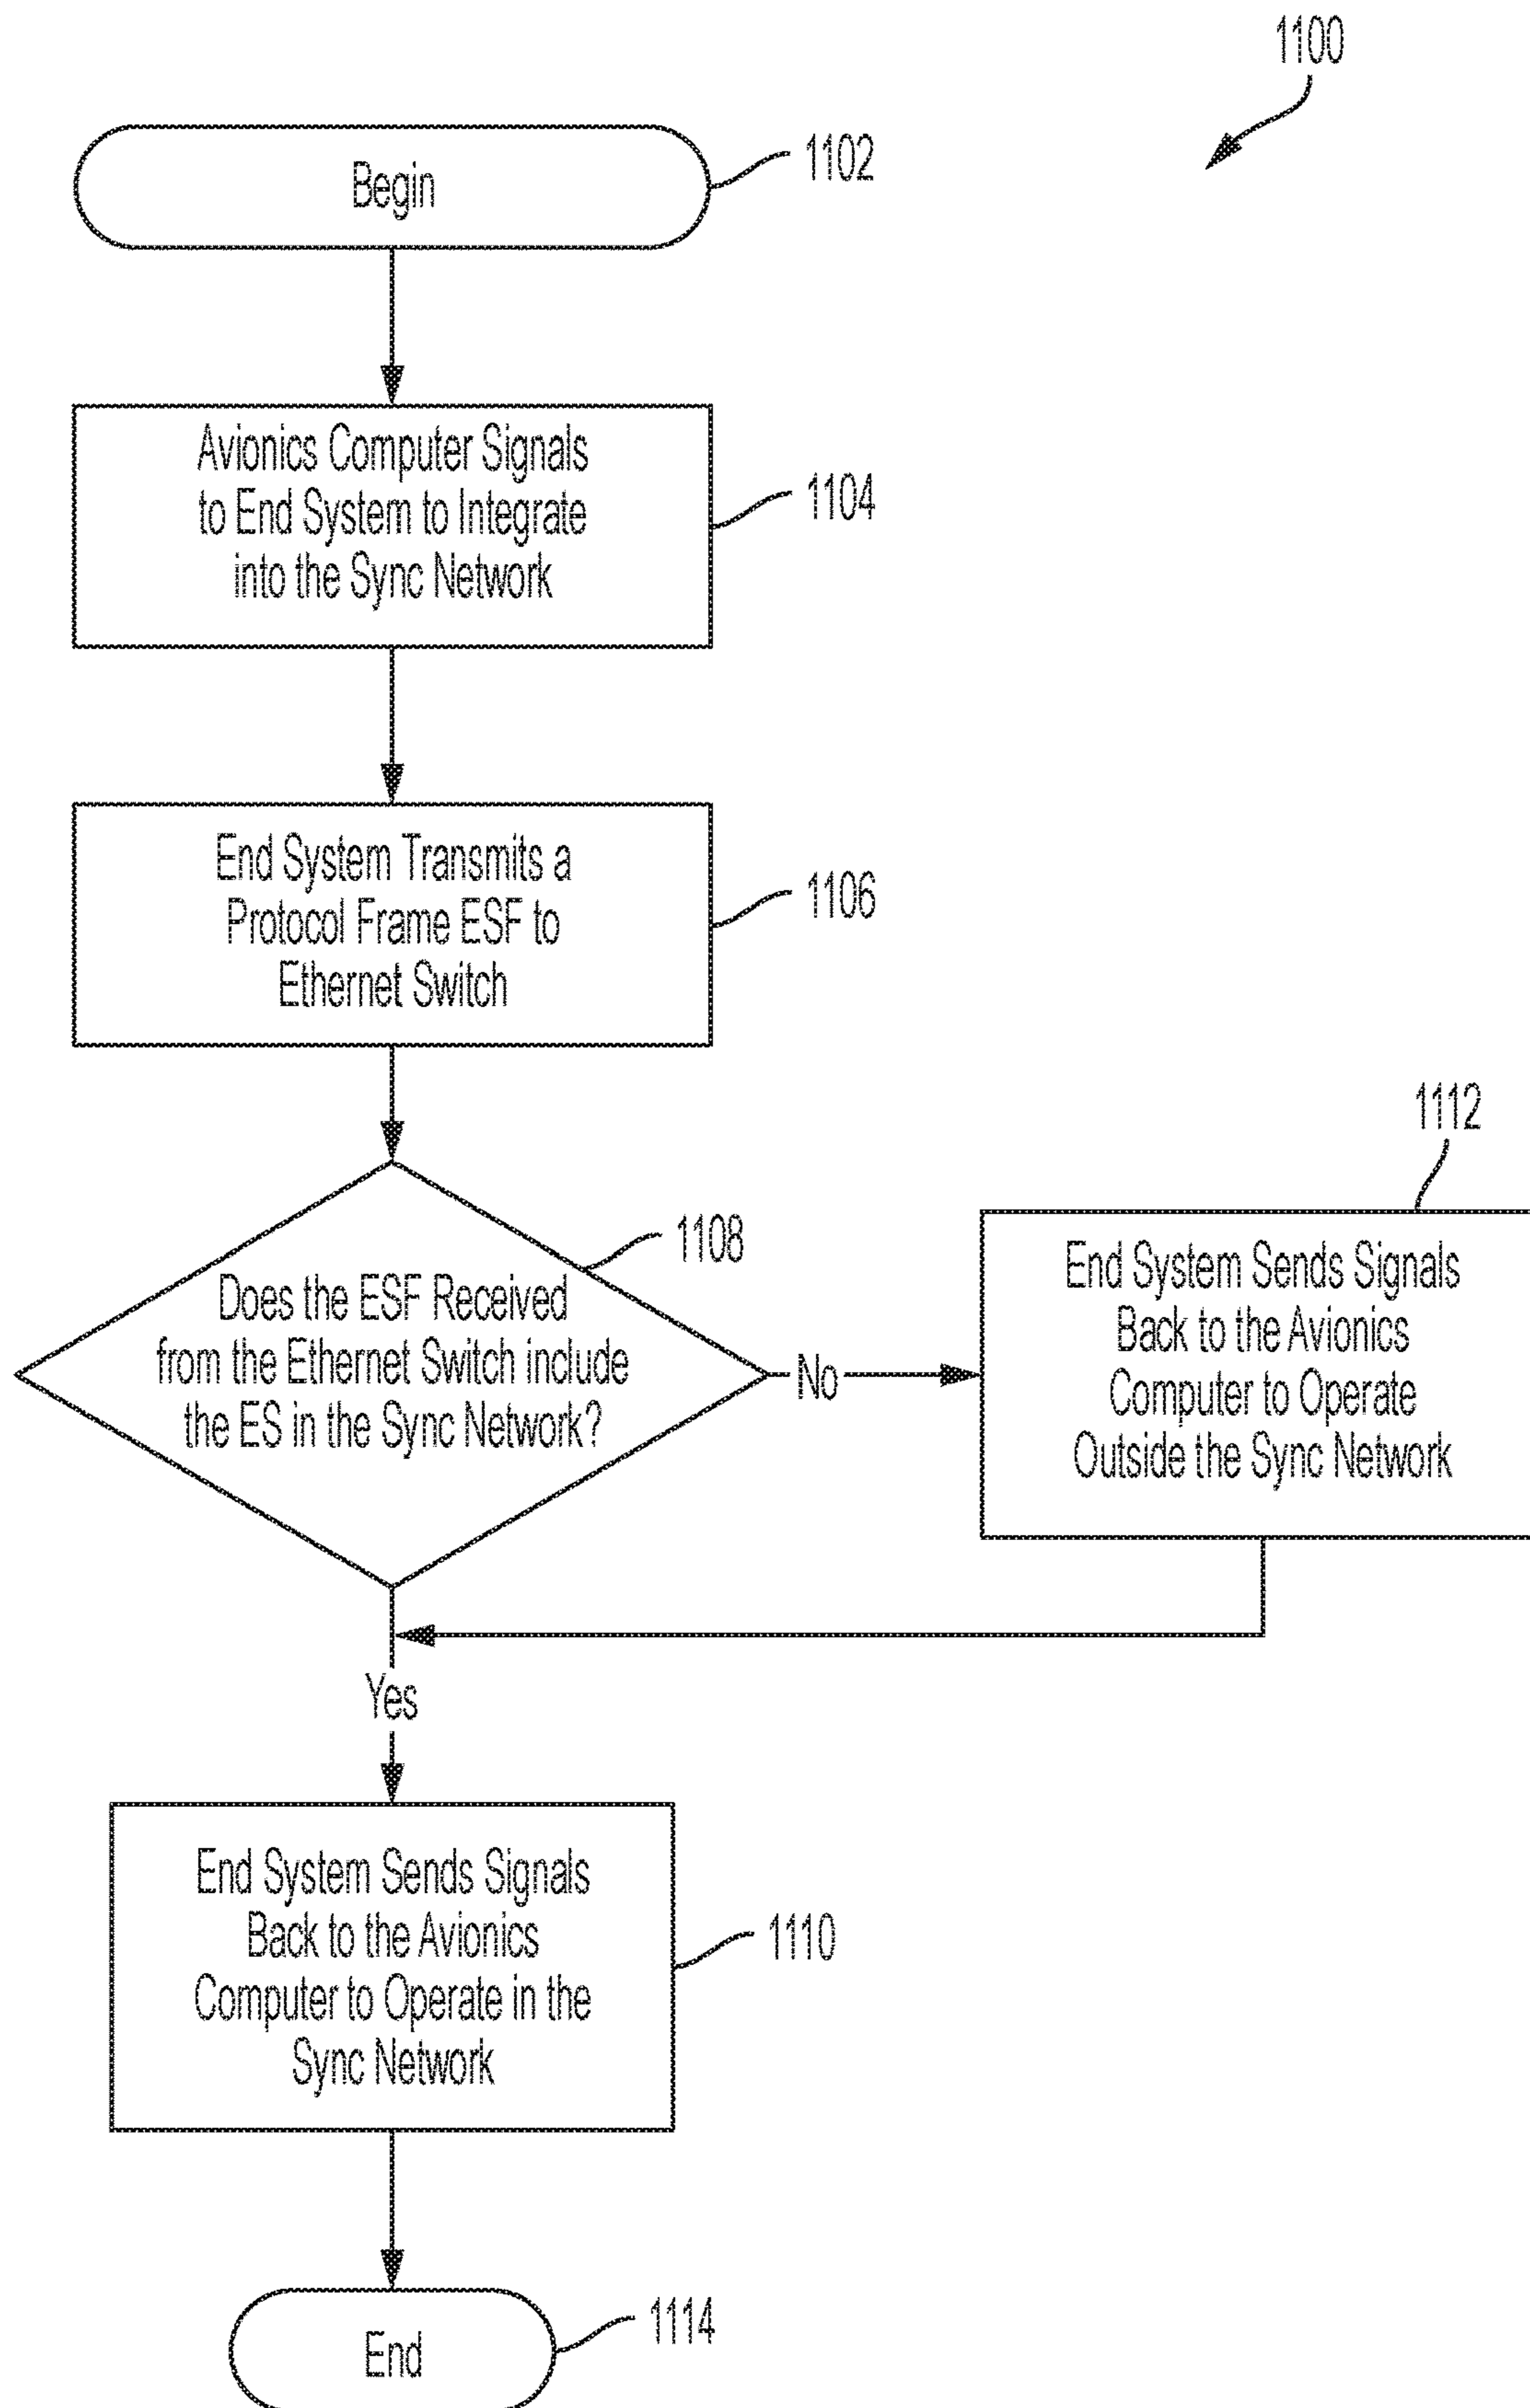 1100
Begin
1102
Avionics Computer Signals
to End System to Integrate
into the Sync Network
1104
End System Transmits a
Protocol Frame ESF to
Ethernet Switch
1106
1108
Does the ESF Received
from the Ethernet Switch include
the ES in the Sync Network?
No
1112
End System Sends Signals
Back to the Avionics
Computer to Operate
Outside the Sync Network
Yes
End System Sends Signals
Back to the Avionics
Computer to Operate in the
Sync Network
1110
End
1114